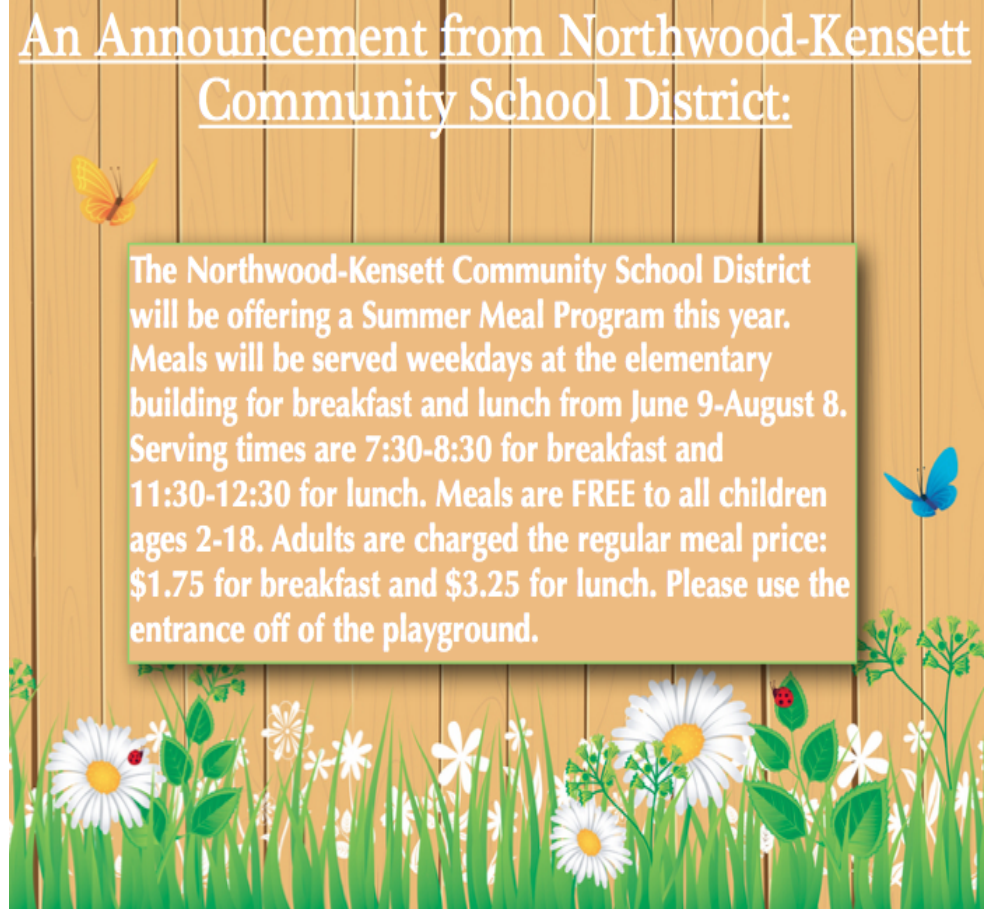 An Announcement from Northwood-Kensett
Community School District:
The Northwood-Kensett Community School District
will be offering a Summer Meal Program this year.
Meals will be served weekdays at the elementary
building for breakfast and lunch from June 9-August 8.
Serving times are 7:30-8:30 for breakfast and
11:30-12:30 for lunch. Meals are FREE to all children
ages 2-18. Adults are charged the regular meal price:
$1.75 for breakfast and $3.25 for lunch. Please use the
entrance off of the playground.